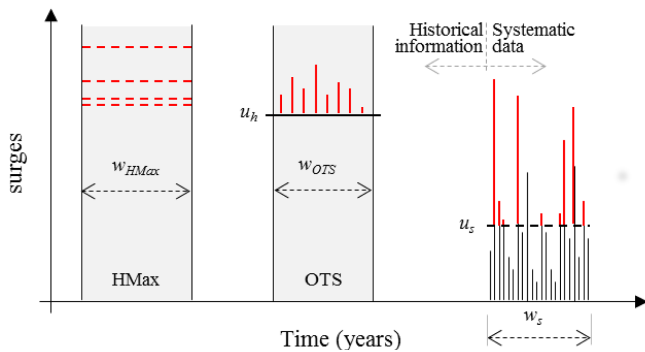 Historical
information
Systematic
data
u_h
w_HMax
w_OTS
surges
u_s
HMax
OTS
w_s
Time (years)